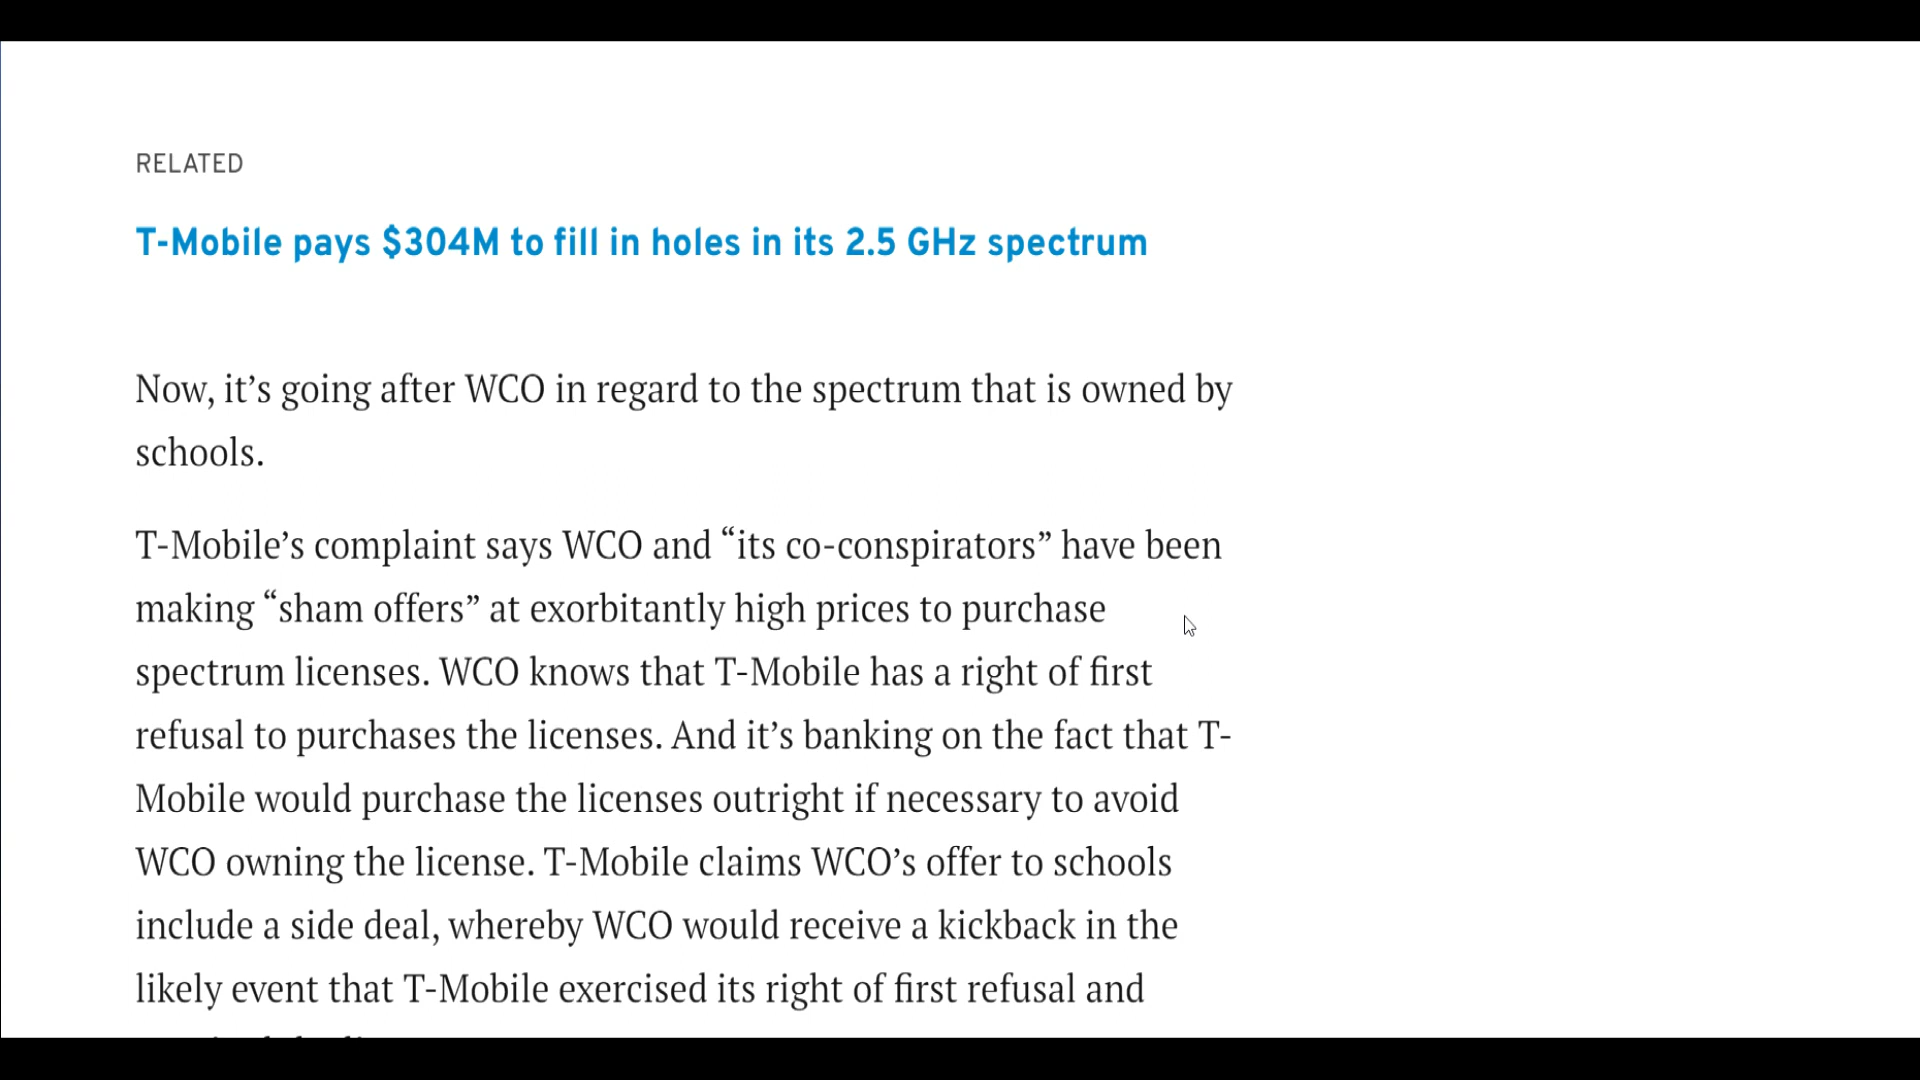 RELATED
T-Mobile pays $304M to fill in holes in its 2.5 GHz spectrum
Now, it’s going after WCO in regard to the spectrum that is owned by
schools.
T-Mobile’s complaint says WCO and “its co-conspirators” have been
making “sham offers” at exorbitantly high prices to purchase
spectrum licenses. WCO knows that T-Mobile has a right of first
refusal to purchases the licenses. And it’s banking on the fact that T-
Mobile would purchase the licenses outright if necessary to avoid
WCO owning the license. T-Mobile claims WCO’s offer to schools
include a side deal, whereby WCO would receive a kickback in the
likely event that T-Mobile exercised its right of first refusal and